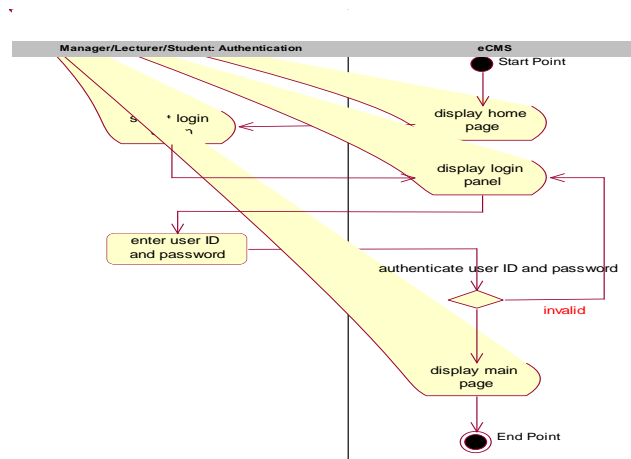 Manager/Lecturer/Student: Authentication
eCMS
Start Point
display home
page
login
display login
panel
enter user ID
and password
authenticate user ID and password
invalid
display main
page
End Point